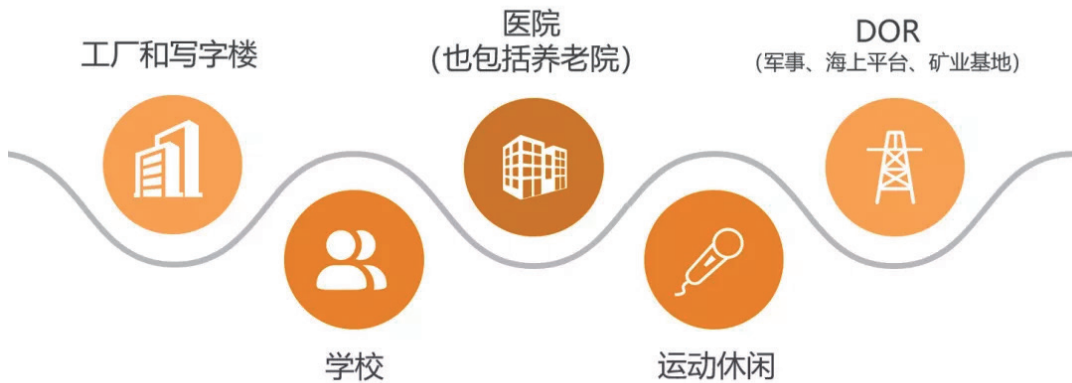 工厂和写字楼
医院
（也包括养老院）
DOR
（军事、海上平台、矿业基地）
学校
运动休闲